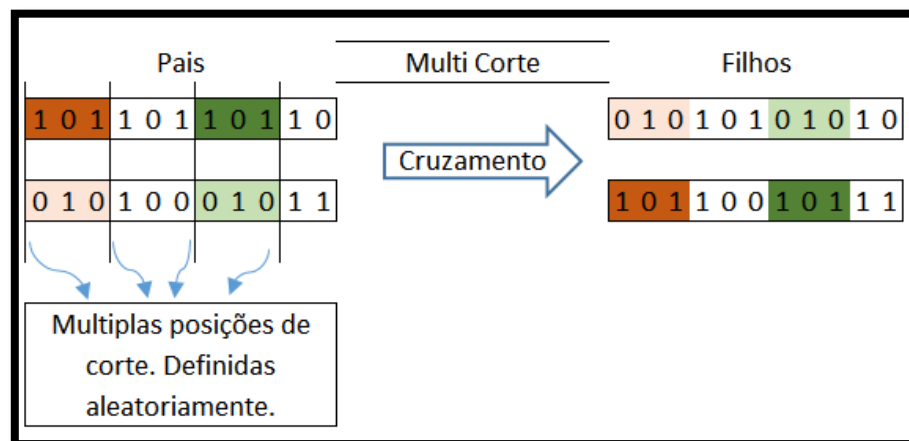 Pais
Multi Corte
Filhos
1 0 1 1 0 1 1 0 1 1 0
0 1 0 1 0 1 0 1 0 1 0
Cruzamento
0 1 0 1 0 0 0 1 0 1 1
1 0 1 1 0 0 1 0 1 1 1
Multiplas posições de
corte. Definidas
aleatoriamente.